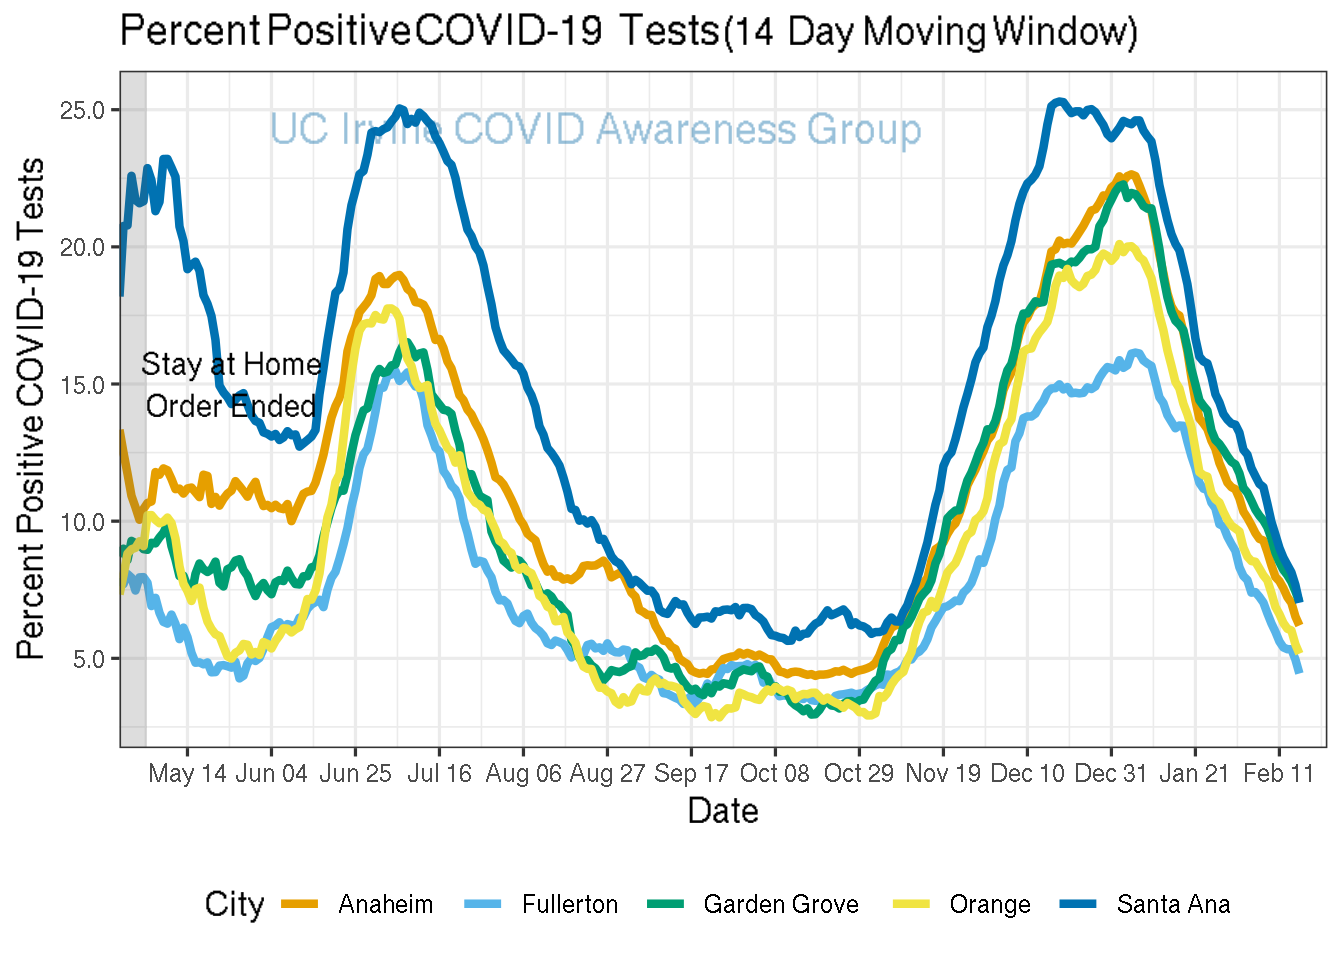 Percent Positive COVID-19 Tests (14 Day Moving Window)
UC Irvine COVID Awareness Group
Stay at Home
Order Ended
Percent Positive COVID-19 Tests
25.0
20.0
15.0
10.0
5.0
May 14 Jun 04 Jun 25 Jul 16 Aug 06 Aug 27 Sep 17 Oct 08 Oct 29 Nov 19 Dec 10 Dec 31 Jan 21 Feb 11
Date
City Anaheim Fullerton Garden Grove Orange Santa Ana